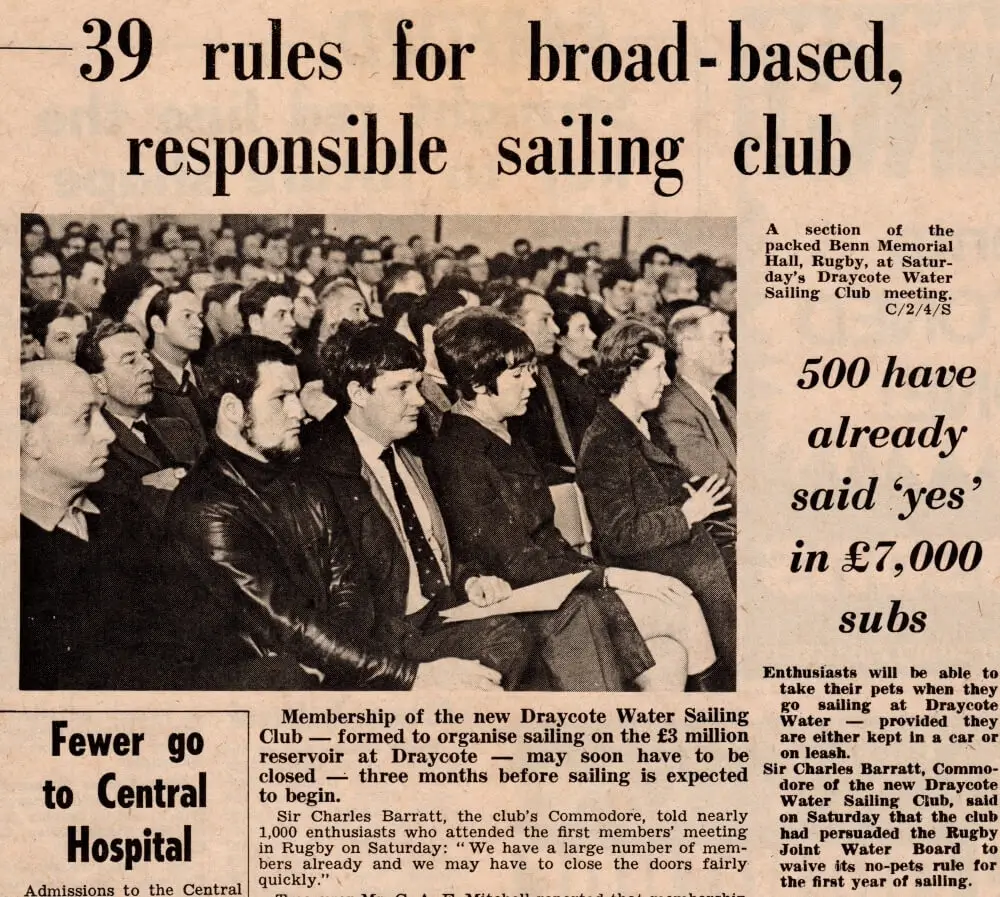 39 rules for broad-based,
responsible sailing club
A section of the
packed Benn Memorial
Hall, Rugby, at Satur-
day's Draycote Water
Sailing Club meeting.
C/2/4/S
500 have
already
said 'yes'
in £7,000
subs
Membership of the new Draycote Water Sailing
Club — formed to organise sailing on the £3 million
reservoir at Draycote — may soon have to be
closed — three months before sailing is expected
to begin.
Sir Charles Barratt, the club's Commodore, told nearly
1,000 enthusiasts who attended the first members' meeting
in Rugby on Saturday: "We have a large number of mem-
bers already and we may have to close the doors fairly
quickly."
Enthusiasts will be able to
take their pets when they
go sailing at Draycote
Water — provided they
are either kept in a car or
on leash.
Sir Charles Barratt, Commo-
dore of the new Draycote
Water Sailing Club, said
on Saturday that the club
had persuaded the Rugby
Joint Water Board to
waive its no-pets rule for
the first year of sailing.
Fewer go
to Central
Hospital
Admissions to the Central